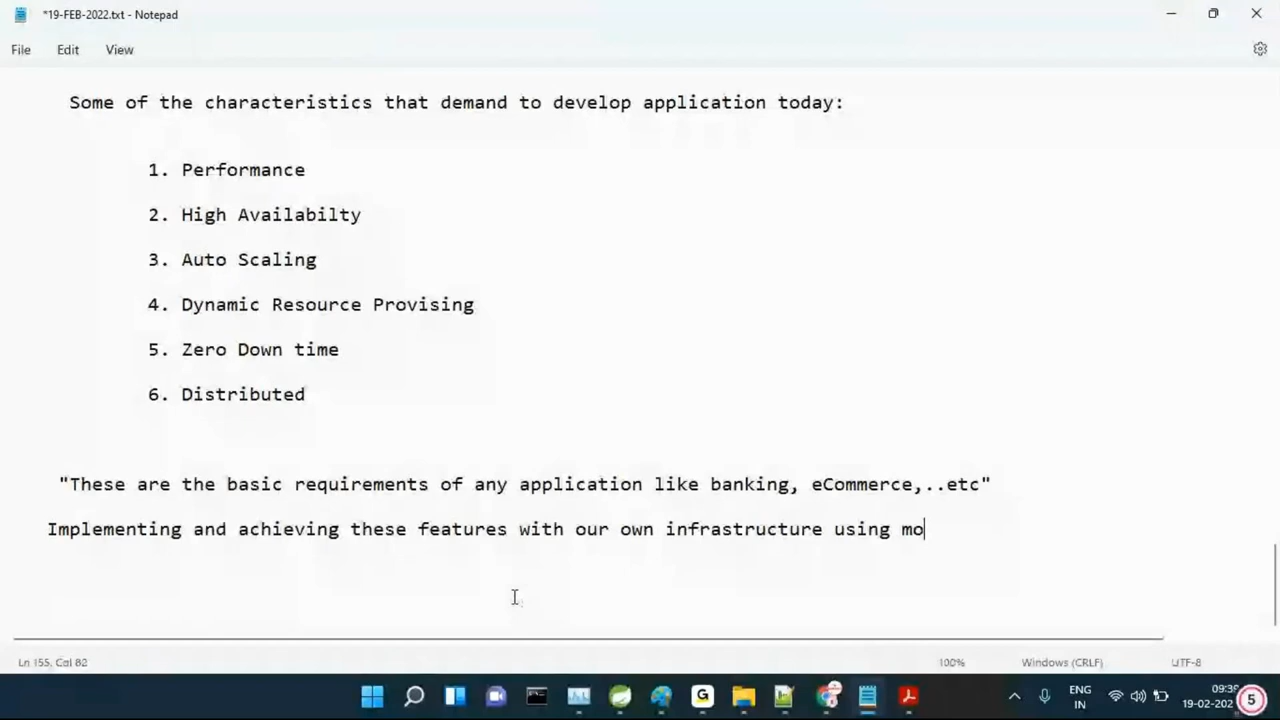 *19-FEB-2022.txt - Notepad
File Edit View
Some of the characteristics that demand to develop application today:
1. Performance
2. High Availabilty
3. Auto Scaling
4. Dynamic Resource Provising
5. Zero Down time
6. Distributed
"These are the basic requirements of any application like banking, eCommerce,..etc"
Implementing and achieving these features with our own infrastructure using mo
Ln 155, Col 82 100% Windows (CRLF) UTF-8
ENG
IN
19-02-202
5